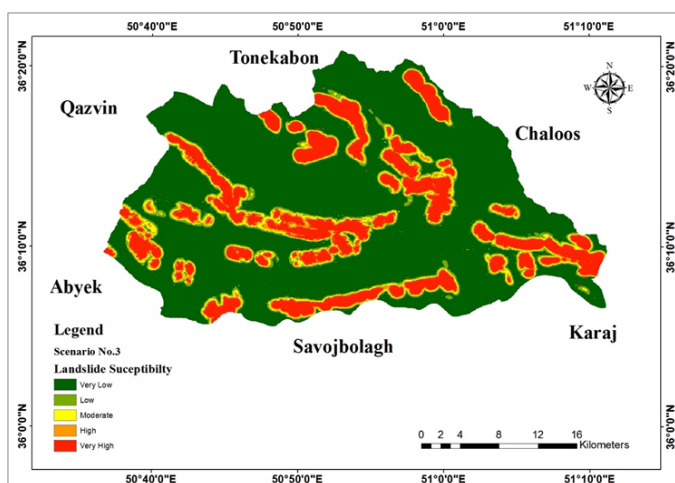 50°40'0"N 50°50'0"N 51°0'0"N 51°10'0"N
36°20'0"N
36°20'0"N
Tonekabon
N
W E
S
Qazvin
Chaloos
36°10'0"N
36°10'0"N
Abyek
Legend
Karaj
Savojbolagh
Scenario No.3
Landslide Suceptibilty
Very Low
Low
Moderate
High
Very High
36°0'0"N
36°0'0"N
0 2 4 8 12 16
Kilometers
50°40'0"N 50°50'0"N 51°0'0"N 51°10'0"N